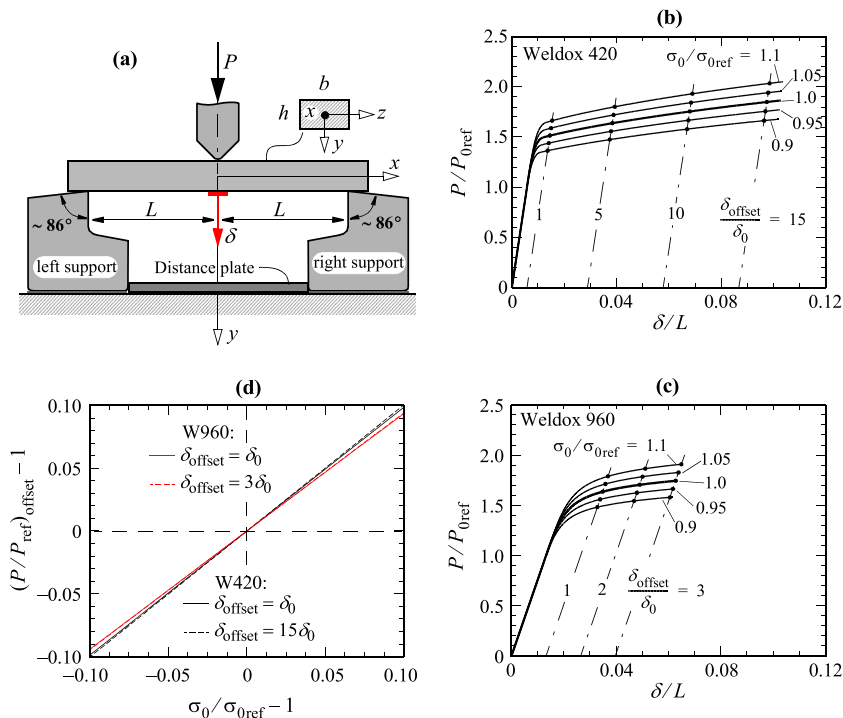 (a)
P
b
h
x
z
y
x
L
L
~ 86°
~ 86°
δ
left support
Distance plate
right support
y
(b)
Weldox 420
σ0/σ0ref = 1.1
1.05
1.0
0.95
0.9
1
5
10
δoffset/δ0 = 15
2.5
2.0
1.5
1.0
0.5
0
0
0.04
0.08
0.12
P/P0ref
δ/L
(d)
W960:
δoffset = δ0
δoffset = 3δ0
W420:
δoffset = δ0
δoffset = 15δ0
0.10
0.05
0
−0.05
−0.10
−0.10
−0.05
0
0.05
0.10
(P/Pref)offset − 1
σ0/σ0ref − 1
(c)
Weldox 960
σ0/σ0ref = 1.1
1.05
1.0
0.95
0.9
1
2
δoffset/δ0 = 3
2.5
2.0
1.5
1.0
0.5
0
0
0.04
0.08
0.12
P/P0ref
δ/L